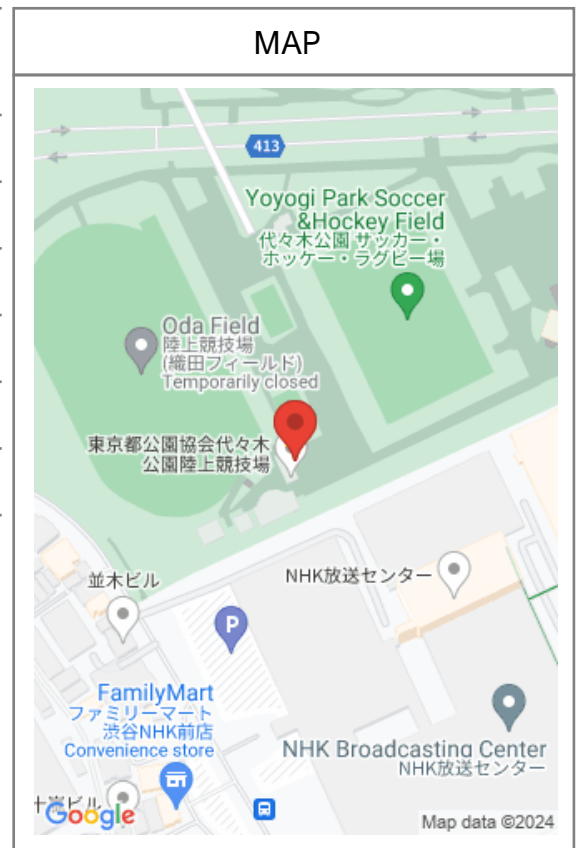 MAP
413
Yoyogi Park Soccer
&Hockey Field
代々木公園 サッカー・
ホッケー・ラグビー場
Oda Field
陸上競技場
(織田フィールド)
Temporarily closed
東京都公園協会代々木
公園陸上競技場
並木ビル
NHK放送センター
P
FamilyMart
ファミリーマート
渋谷NHK前店
Convenience store
NHK Broadcasting Center
NHK放送センター
Google
Map data ©2024